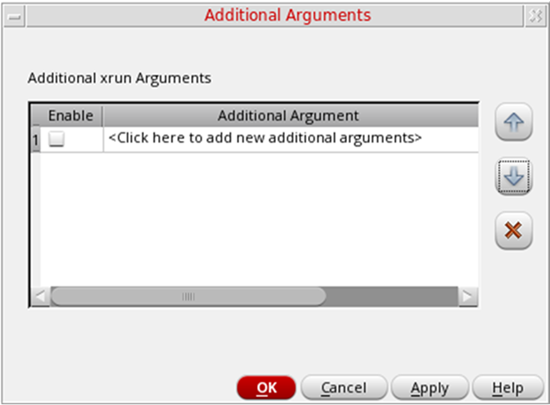 Additional Arguments
Additional xrun Arguments
Enable Additional Argument
1 <Click here to add new additional arguments>
OK Cancel Apply Help